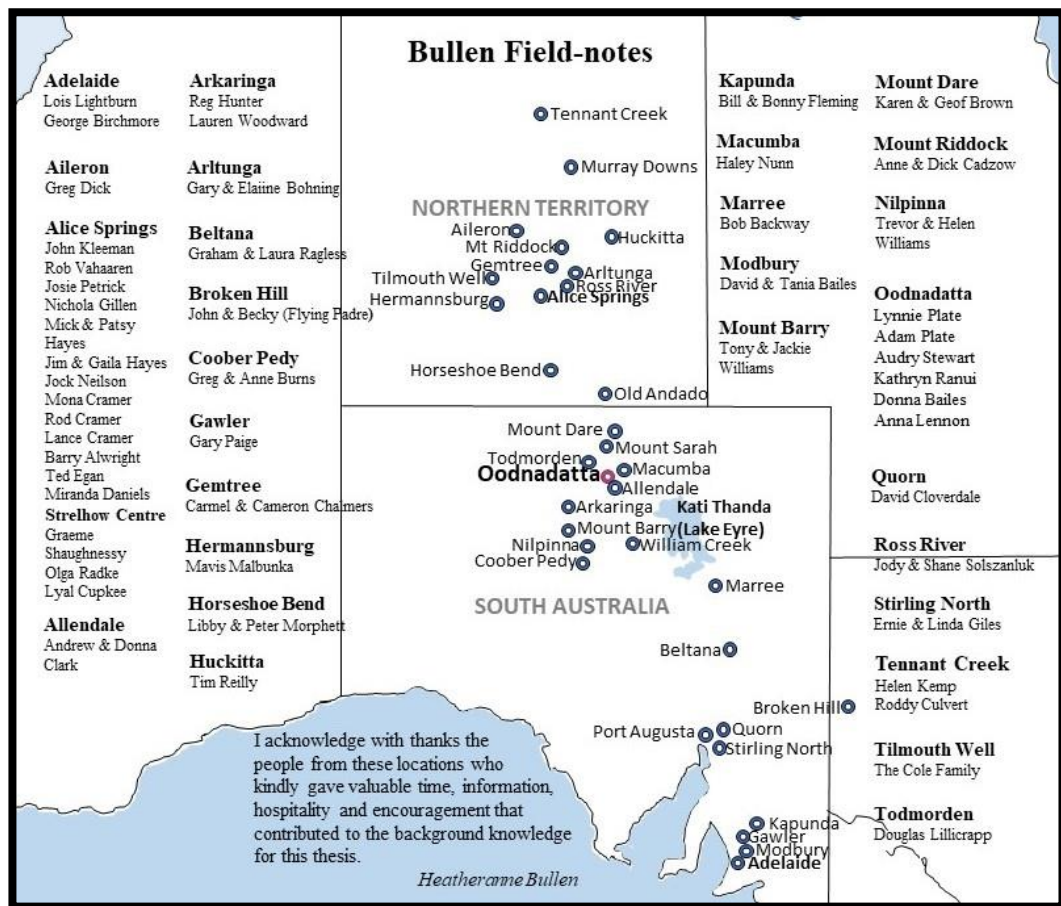 Bullen Field-notes
Adelaide
Lois Lightburn
George Birchmore
Aileron
Greg Dick
Alice Springs
John Kleeman
Rob Vahaaren
Josie Petrick
Nichola Gillen
Mick & Patsy
Hayes
Jim & Gaila Hayes
Jock Neilson
Mona Cramer
Rod Cramer
Lance Cramer
Barry Alwright
Ted Egan
Miranda Daniels
Strelhow Centre
Graeme
Shaughnessy
Olga Radke
Lyal Cupkee
Allendale
Andrew & Donna
Clark
Arkaringa
Reg Hunter
Lauren Woodward
Arltunga
Gary & Elaiine Bohning
Beltana
Graham & Laura Ragless
Broken Hill
John & Becky (Flying Padre)
Coober Pedy
Greg & Anne Burns
Gawler
Gary Paige
Gemtree
Carmel & Cameron Chalmers
Hermannsburg
Mavis Malbunka
Horseshoe Bend
Libby & Peter Morphett
Huckitta
Tim Reilly
Tennant Creek
Murray Downs
NORTHERN TERRITORY
Aileron
Huckitta
Mt Riddock
Gemtree
Arltunga
Tilmouth Well
Ross River
Hermannsburg
Alice Springs
Horseshoe Bend
Old Andado
Mount Dare
Mount Sarah
Todmorden
Macumba
Oodnadatta
Allendale
Arkaringa
Kati Thanda
(Lake Eyre)
Mount Barry
Nilpinna
William Creek
Coober Pedy
Marree
SOUTH AUSTRALIA
Beltana
Broken Hill
Port Augusta
Quorn
Stirling North
Kapunda
Gawler
Modbury
Adelaide
Kapunda
Bill & Bonny Fleming
Macumba
Haley Nunn
Marree
Bob Backway
Modbury
David & Tania Bailes
Mount Barry
Tony & Jackie
Williams
Mount Dare
Karen & Geof Brown
Mount Riddock
Anne & Dick Cadzow
Nilpinna
Trevor & Helen
Williams
Oodnadatta
Lynnie Plate
Adam Plate
Audry Stewart
Kathryn Ranui
Donna Bailes
Anna Lennon
Quorn
David Cloverdale
Ross River
Jody & Shane Solszanluk
Stirling North
Ernie & Linda Giles
Tennant Creek
Helen Kemp
Roddy Culvert
Tilmouth Well
The Cole Family
Todmorden
Douglas Lillicrapp
I acknowledge with thanks the
people from these locations who
kindly gave valuable time, information,
hospitality and encouragement that
contributed to the background knowledge
for this thesis.
Heatheranne Bullen